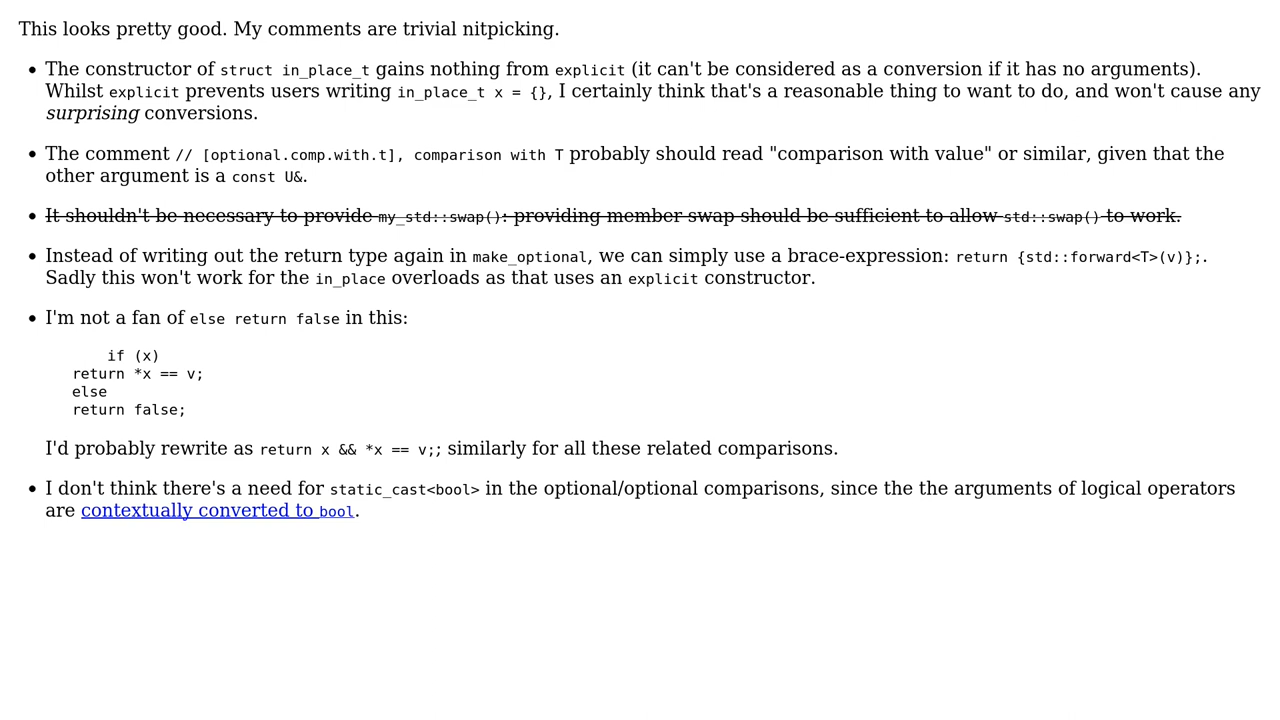 This looks pretty good. My comments are trivial nitpicking.
• The constructor of struct in_place_t gains nothing from explicit (it can't be considered as a conversion if it has no arguments).
Whilst explicit prevents users writing in_place_t x = {}, I certainly think that's a reasonable thing to want to do, and won't cause any
surprising conversions.
• The comment // [optional.comp.with.t], comparison with T probably should read "comparison with value" or similar, given that the
other argument is a const U&.
• It shouldn't be necessary to provide my_std::swap(): providing member swap should be sufficient to allow std::swap() to work.
• Instead of writing out the return type again in make_optional, we can simply use a brace-expression: return {std::forward<T>(v)};.
Sadly this won't work for the in_place overloads as that uses an explicit constructor.
• I'm not a fan of else return false in this:
if (x)
return *x == v;
else
return false;
I'd probably rewrite as return x && *x == v;; similarly for all these related comparisons.
• I don't think there's a need for static_cast<bool> in the optional/optional comparisons, since the the arguments of logical operators
are contextually converted to bool.